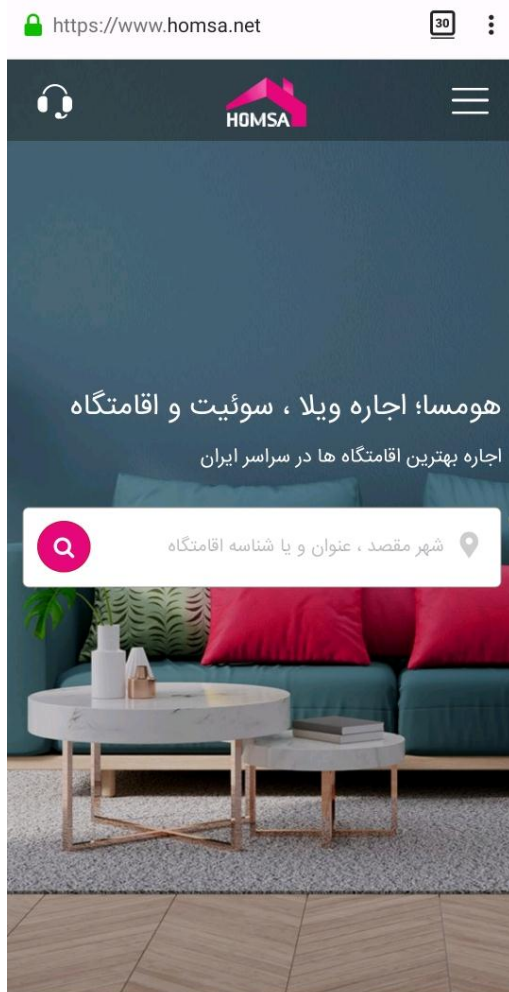 https://www.homsa.net
30
HOMSA
هومسا؛ اجاره ویلا ، سوئیت و اقامتگاه
اجاره بهترین اقامتگاه ها در سراسر ایران
شهر مقصد ، عنوان و یا شناسه اقامتگاه